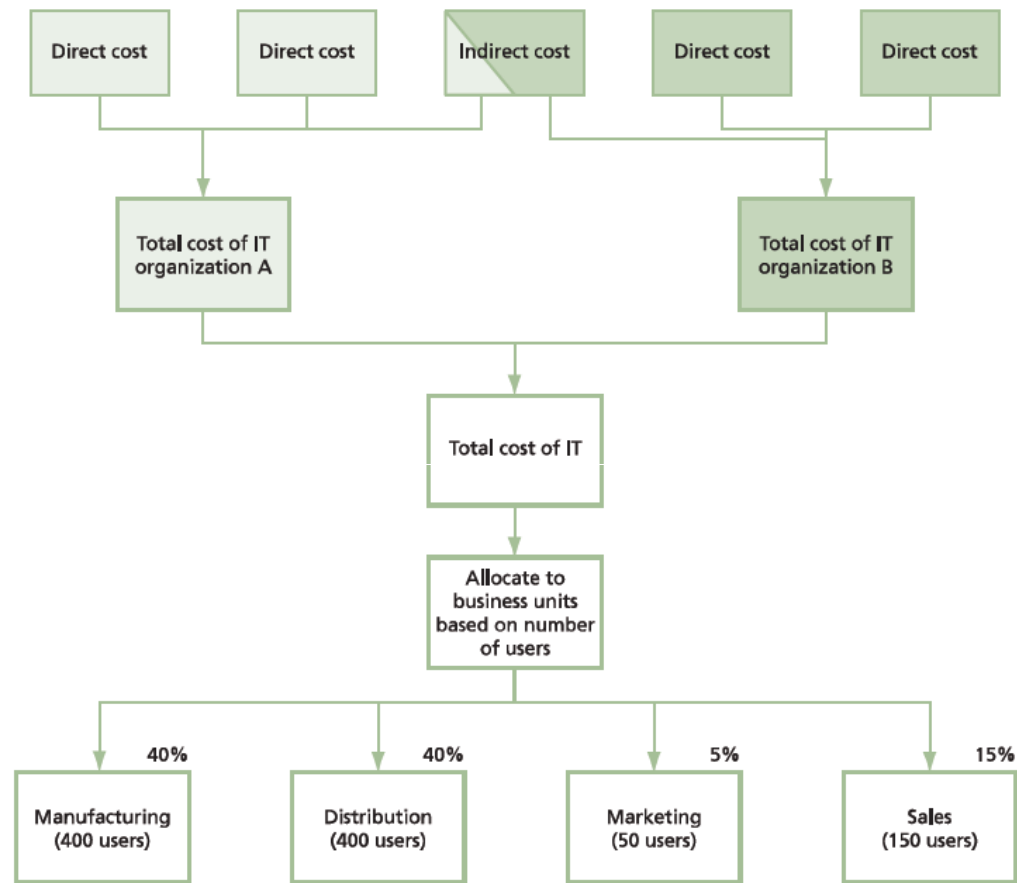 Direct cost
Direct cost
Indirect cost
Direct cost
Direct cost
Total cost of IT
organization A
Total cost of IT
organization B
Total cost of IT
Allocate to
business units
based on number
of users
40%
40%
5%
15%
Manufacturing
(400 users)
Distribution
(400 users)
Marketing
(50 users)
Sales
(150 users)